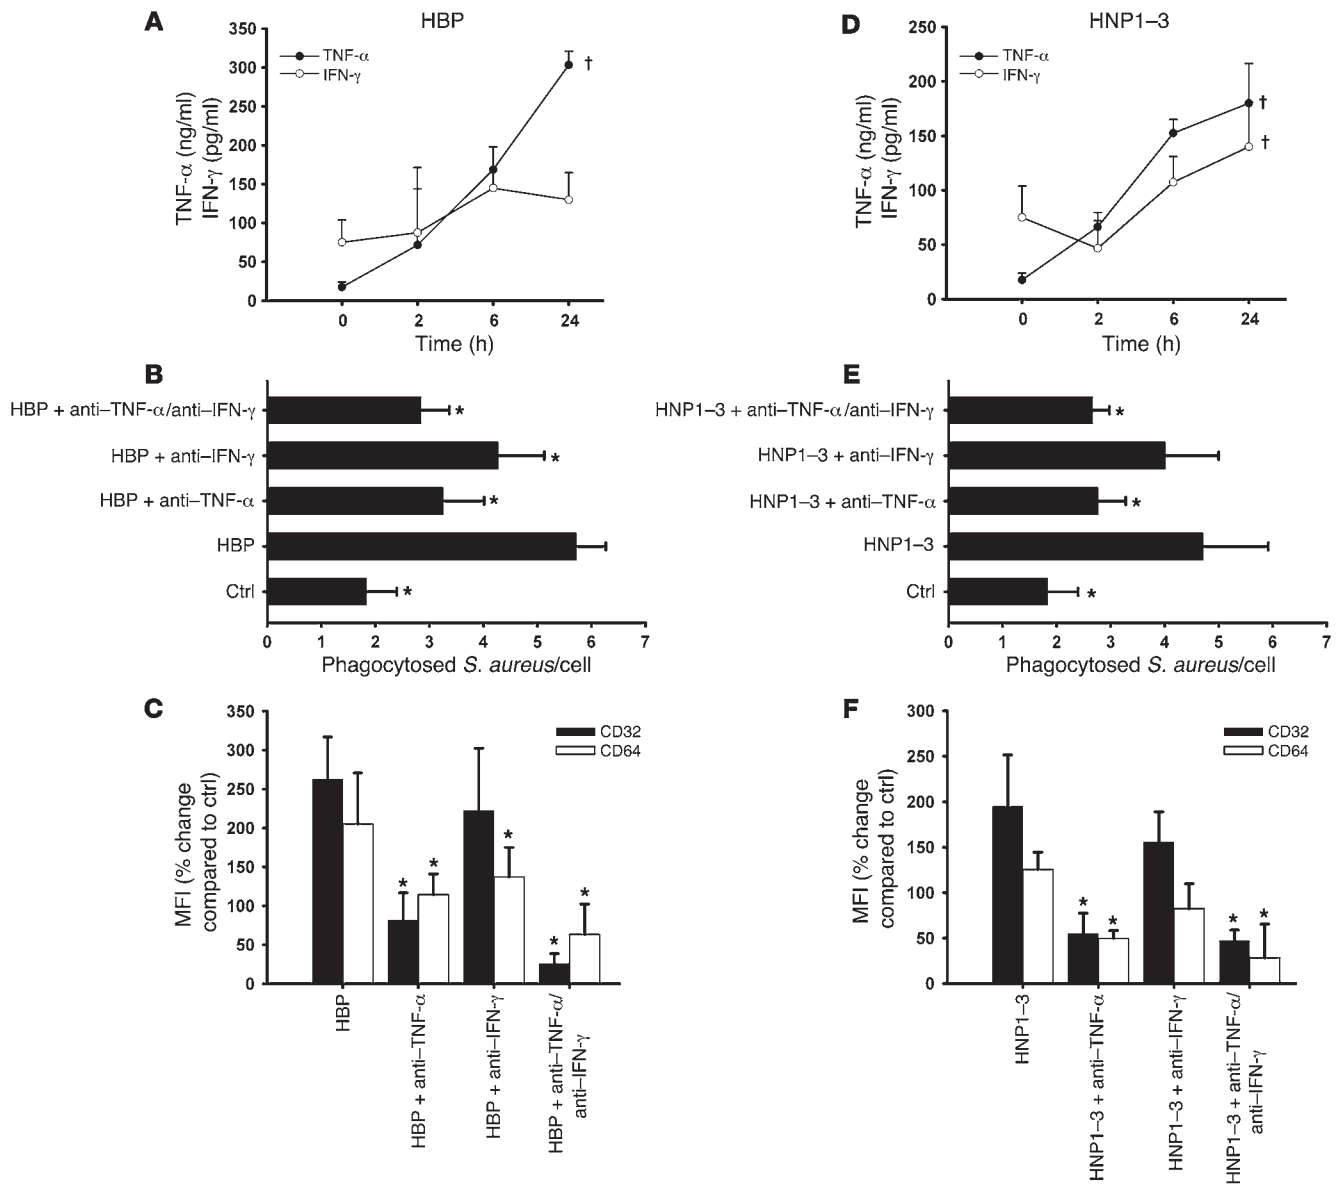 A
HBP
350
300
250
200
150
100
50
0
TNF-α (ng/ml)
IFN-γ (pg/ml)
TNF-α
IFN-γ
†
0 2 6 24
Time (h)
D
HNP1–3
250
200
150
100
50
0
TNF-α (ng/ml)
IFN-γ (pg/ml)
TNF-α
IFN-γ
†
†
0 2 6 24
Time (h)
B
HBP + anti–TNF-α/anti–IFN-γ *
HBP + anti–IFN-γ *
HBP + anti–TNF-α *
HBP
Ctrl *
0 1 2 3 4 5 6 7
Phagocytosed S. aureus/cell
E
HNP1–3 + anti–TNF-α/anti–IFN-γ *
HNP1–3 + anti–IFN-γ
HNP1–3 + anti–TNF-α *
HNP1–3
Ctrl *
0 1 2 3 4 5 6 7
Phagocytosed S. aureus/cell
C
350
300
250
200
150
100
50
0
MFI (% change
compared to ctrl)
CD32
CD64
* * * * *
HBP
HBP + anti–TNF-α
HBP + anti–IFN-γ
HBP + anti–TNF-α/
anti–IFN-γ
F
300
250
200
150
100
50
0
MFI (% change
compared to ctrl)
CD32
CD64
* * * *
HNP1–3
HNP1–3 + anti–TNF-α
HNP1–3 + anti–IFN-γ
HNP1–3 + anti–TNF-α/
anti–IFN-γ